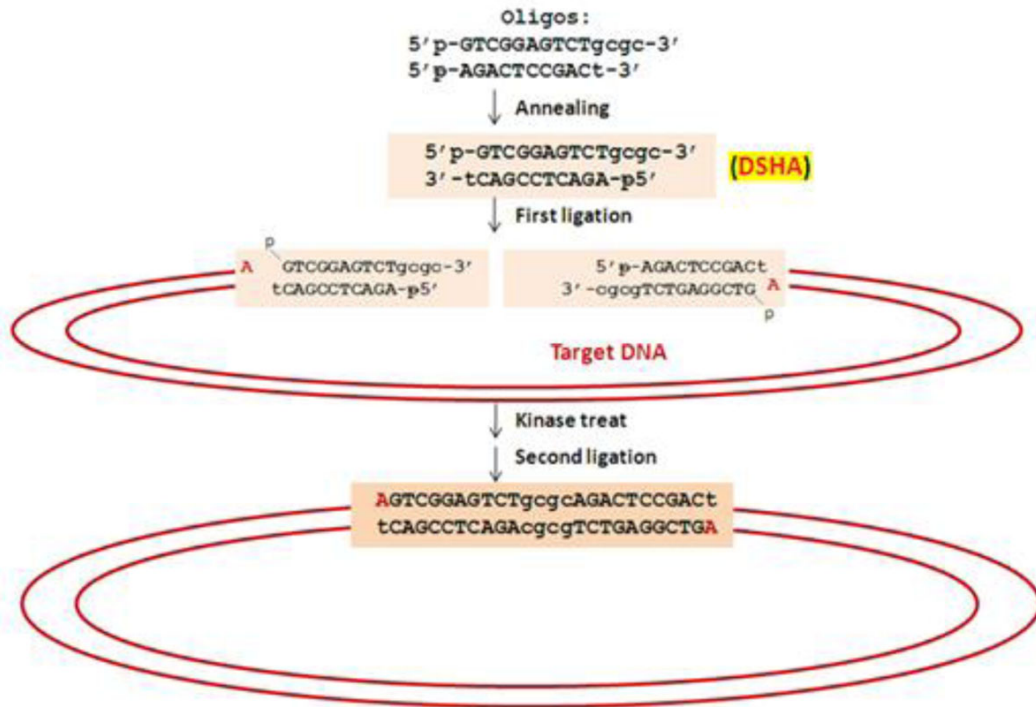 Oligos:
5’p-GTCGGAGTCTgcgc-3’
5’p-AGACTCCGACt-3’
Annealing
5’p-GTCGGAGTCTgcgc-3’
3’-tCAGCCTCAGA-p5’
(DSHA)
First ligation
p
A GTCGGAGTCTgcgc-3’
tCAGCCTCAGA-p5’
5’p-AGACTCCGACt
3’-cgcgTCTGAGGCTG A
p
Target DNA
Kinase treat
Second ligation
AGTCGGAGTCTgcgcAGACTCCGACt
tCAGCCTCAGAcgcgTCTGAGGCTGA